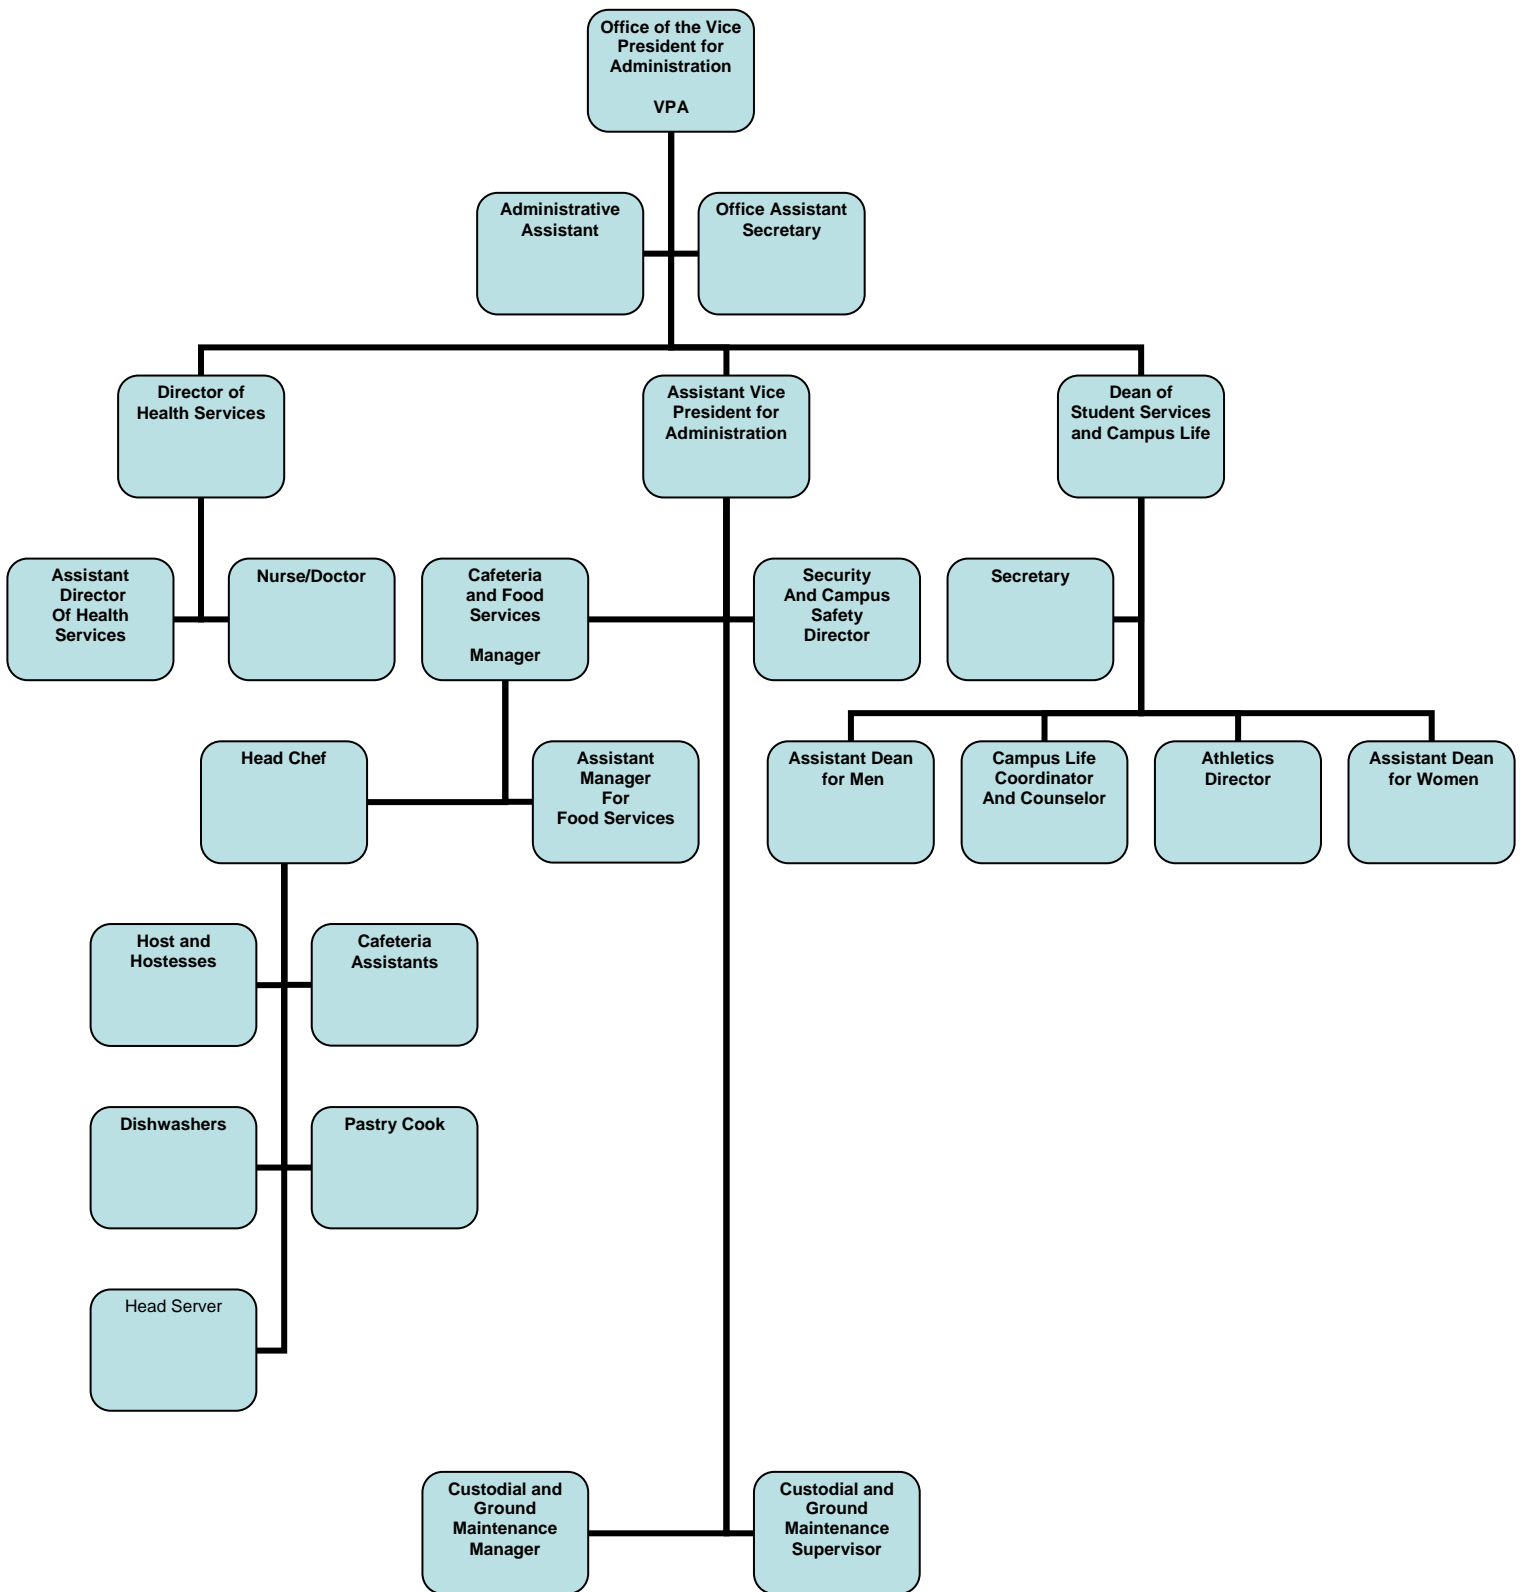 Office of the Vice
President for
Administration
VPA
Administrative
Assistant
Office Assistant
Secretary
Director of
Health Services
Assistant Vice
President for
Administration
Dean of
Student Services
and Campus Life
Assistant
Director
Of Health
Services
Nurse/Doctor
Cafeteria
and Food
Services
Manager
Security
And Campus
Safety
Director
Secretary
Head Chef
Assistant
Manager
For
Food Services
Assistant Dean
for Men
Campus Life
Coordinator
And Counselor
Athletics
Director
Assistant Dean
for Women
Host and
Hostesses
Cafeteria
Assistants
Dishwashers
Pastry Cook
Head Server
Custodial and
Ground
Maintenance
Manager
Custodial and
Ground
Maintenance
Supervisor